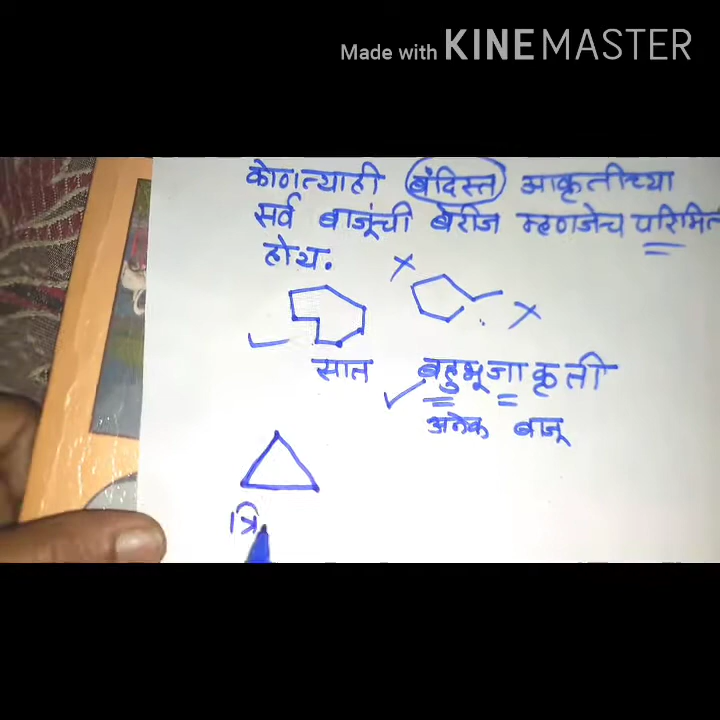 Made with KINEMASTER
कोणत्याही बंदिस्त आकृतीच्या
सर्व बाजूंची बेरीज म्हणजेच परिमिती
होय.
सात बहुभूजाकृती
अनेक बाजू
त्रि